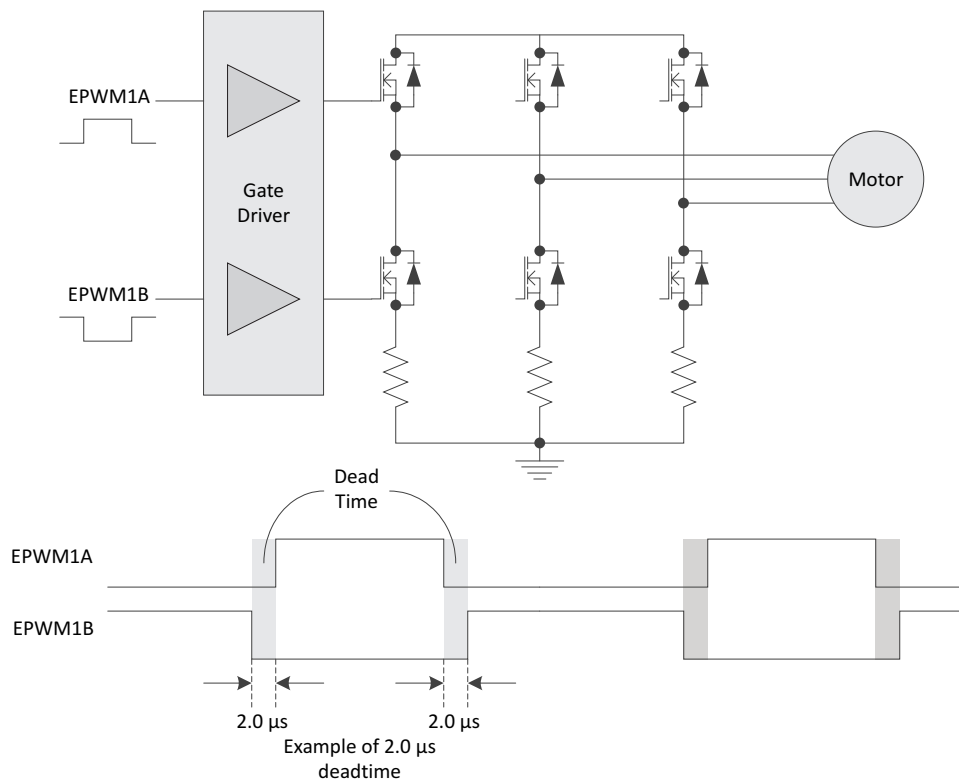 EPWM1A
Gate
Driver
Motor
EPWM1B
Dead
Time
EPWM1A
EPWM1B
2.0 μs
2.0 μs
Example of 2.0 μs
deadtime